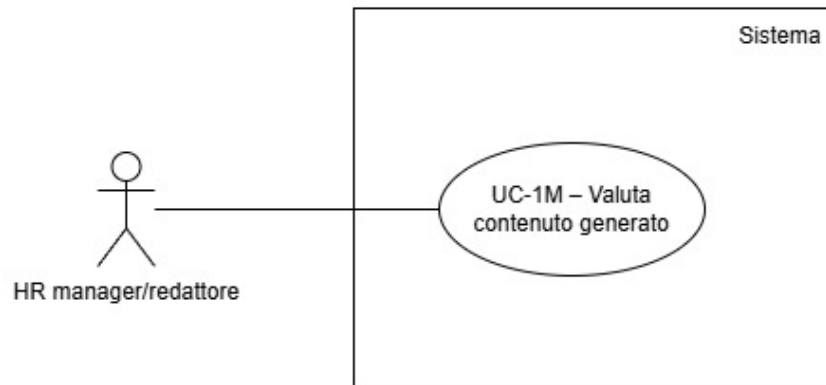 Sistema
UC-1M – Valuta
contenuto generato
HR manager/redattore